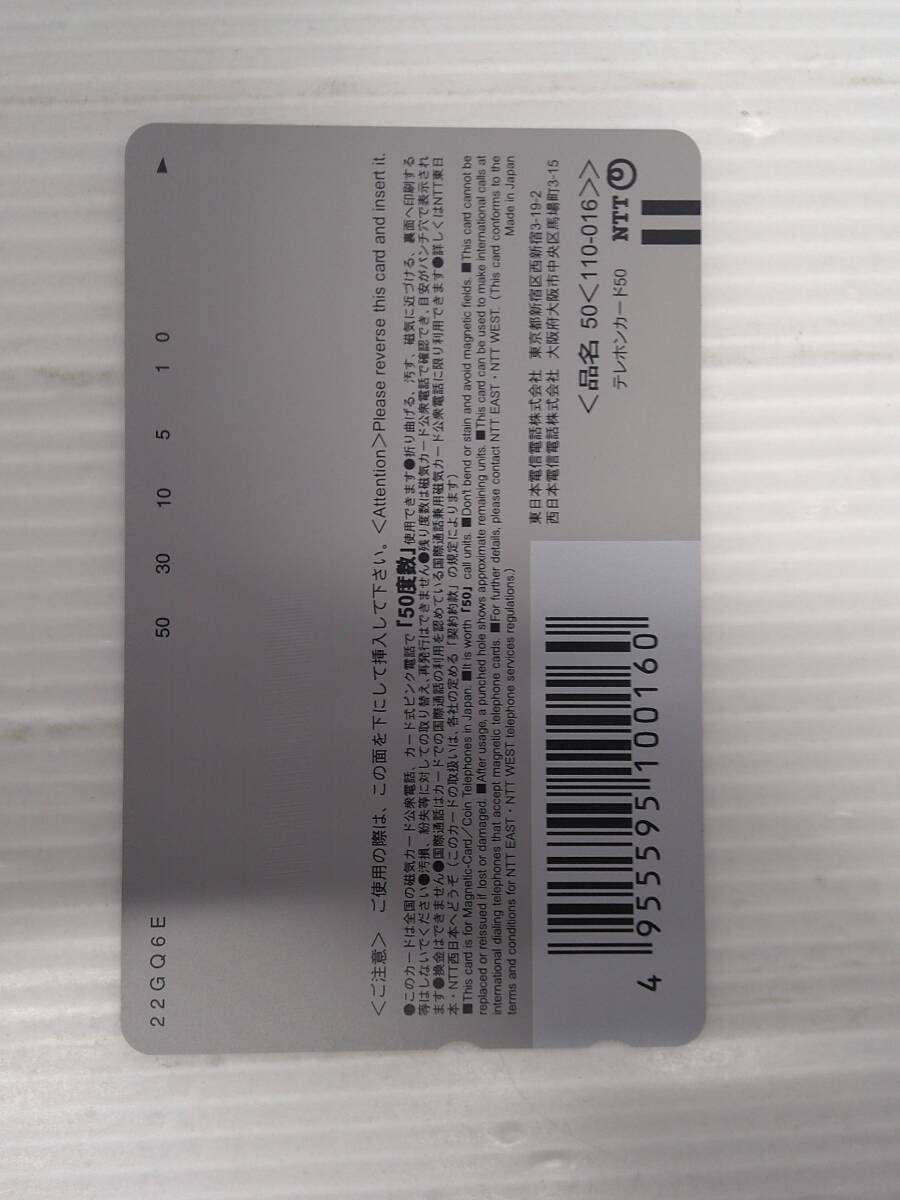 22GQ6E 50 30 10 5 1 0 ▶
<ご注意> ご使用の際は、この面を下にして挿入して下さい。<Attention>Please reverse this card and insert it.
●このカードは全国の磁気カード公衆電話、カード式ピンク電話で「50度数」使用できます●折り曲げる、汚す、磁気に近づける、裏面へ印刷する
等はしないでください●汚損、紛失等に対しての取り替え、再発行はできません●残り度数は磁気カード公衆電話で確認でき、目安がパンチ穴で表示され
ます●換金はできません●国際通話はカードでの国際通話の利用を認めている国際通話兼用磁気カード公衆電話に限り利用できます●詳しくはNTT東日
本・NTT西日本へどうぞ(このカードの取扱いは、各社の定める「契約約款」の規定によります)
■This card is for Magnetic-Card/Coin Telephones in Japan. ■It is worth「50」call units. ■Don't bend or stain and avoid magnetic fields. ■This card cannot be
replaced or reissued if lost or damaged. ■After usage, a punched hole shows approximate remaining units. ■This card can be used to make international calls at
international dialing telephones that accept magnetic telephone cards. ■For further details, please contact NTT EAST・NTT WEST. (This card conforms to the
terms and conditions for NTT EAST・NTT WEST telephone services regulations.)
Made in Japan
東日本電信電話株式会社 東京都新宿区西新宿3-19-2
西日本電信電話株式会社 大阪府大阪市中央区馬場町3-15
<品名 50<110-016>>
テレホンカード50
NTT
4 955595 100160